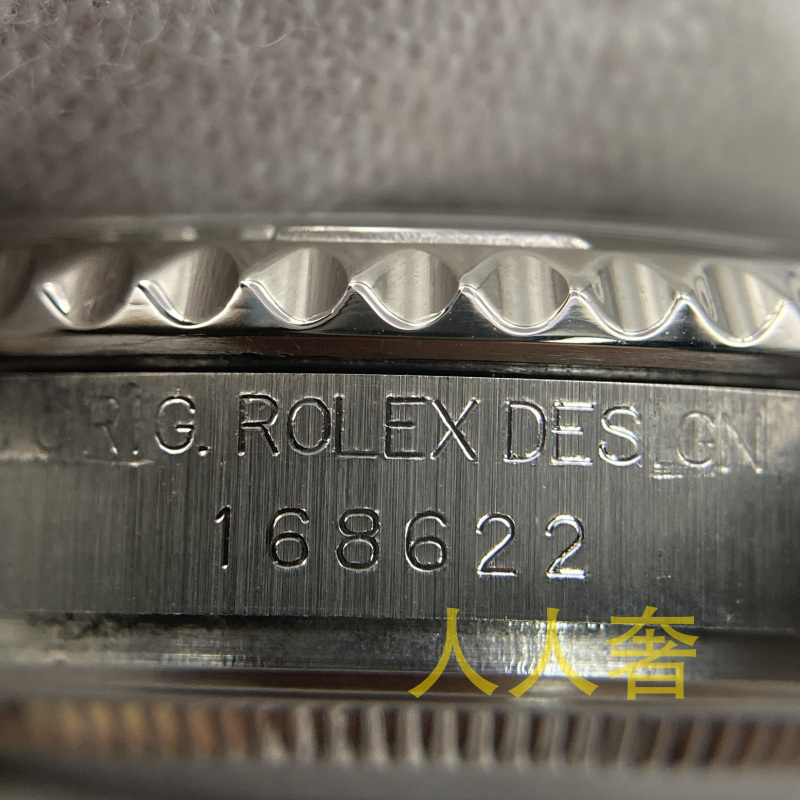 ORIG. ROLEX DESIGN
168622
人人奢